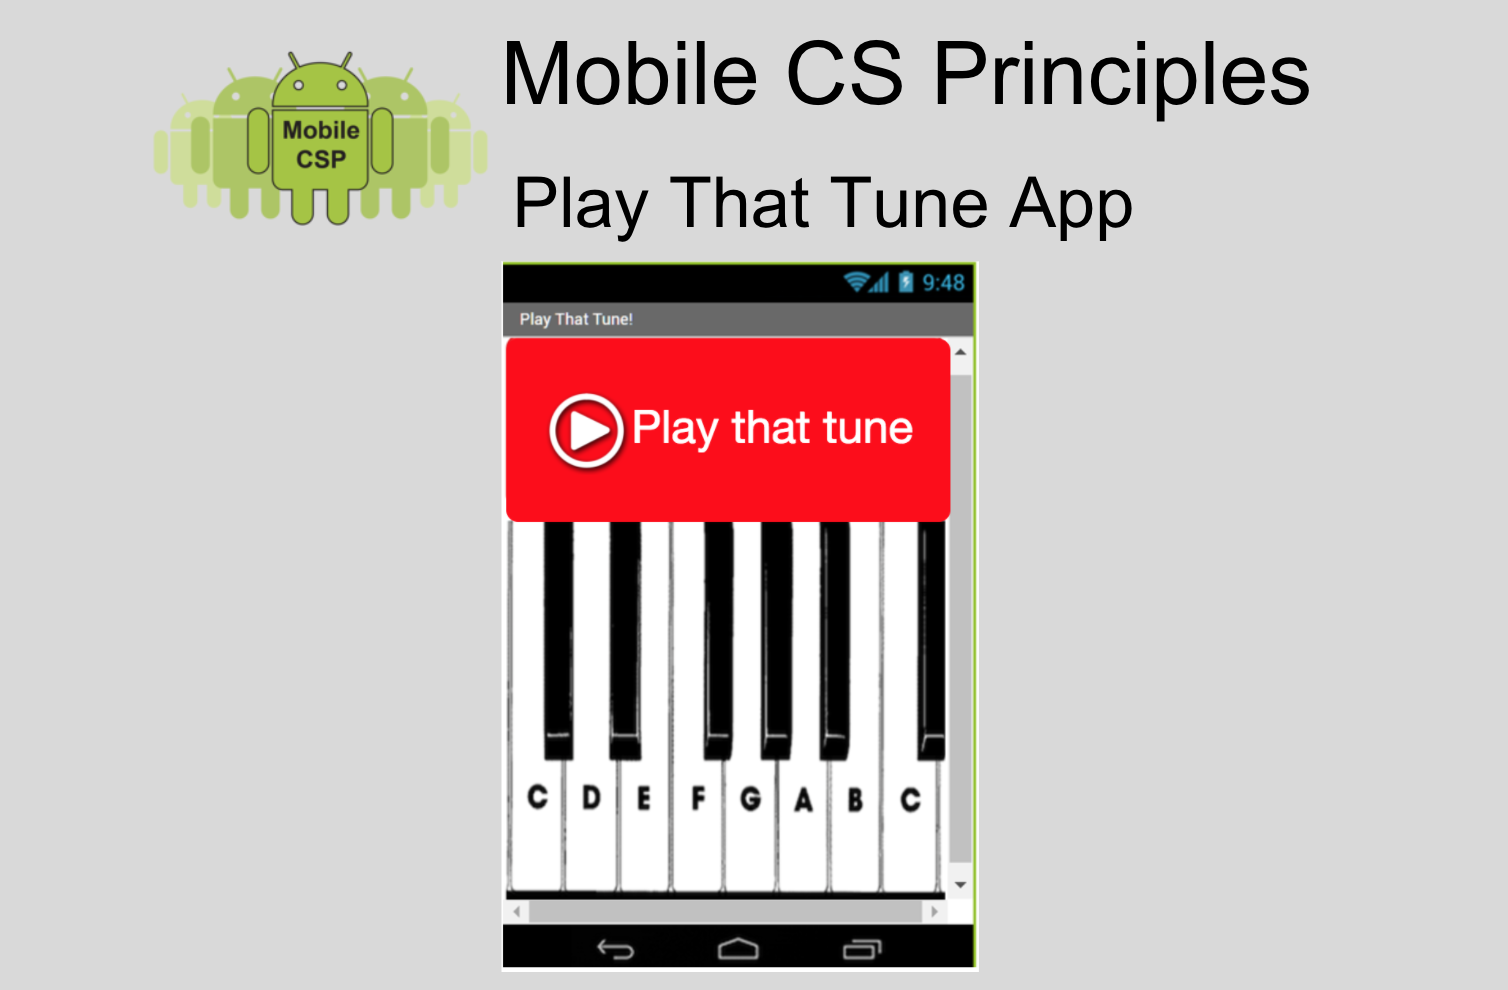 Mobile CS Principles
Mobile
CSP
Play That Tune App
9:48
Play That Tune!
Play that tune
C D E F G A B C